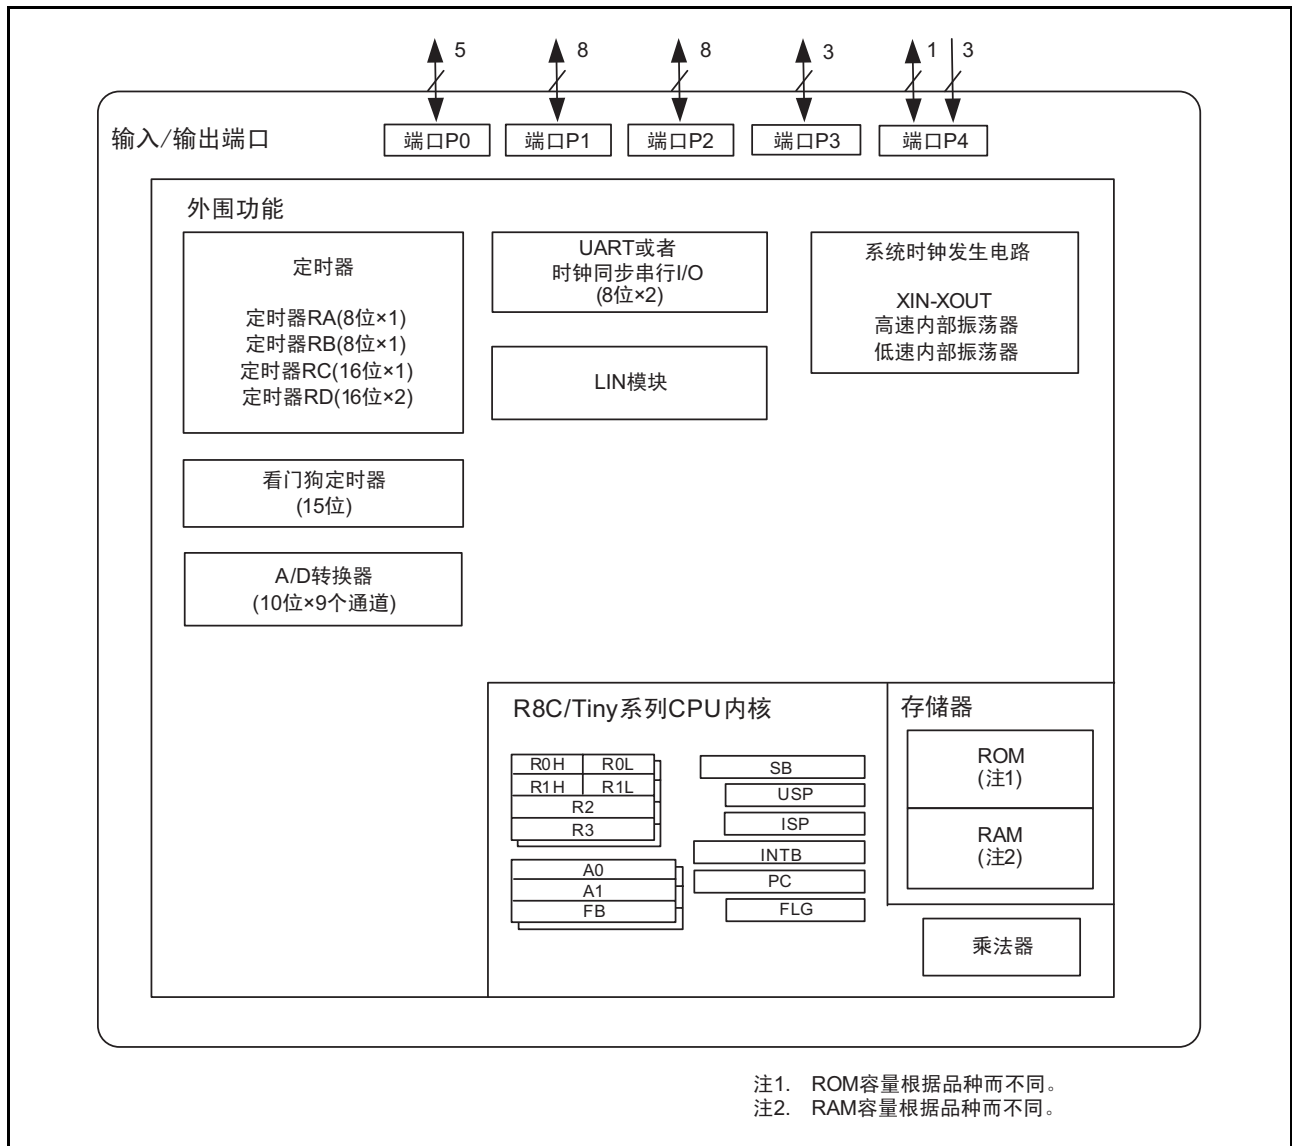 5 8 8 3 1 3
输入/输出端口
端口P0 端口P1 端口P2 端口P3 端口P4
外围功能
定时器
定时器RA(8位×1)
定时器RB(8位×1)
定时器RC(16位×1)
定时器RD(16位×2)
UART或者
时钟同步串行I/O
(8位×2)
系统时钟发生电路
XIN-XOUT
高速内部振荡器
低速内部振荡器
LIN模块
看门狗定时器
(15位)
A/D转换器
(10位×9个通道)
R8C/Tiny系列CPU内核
R0H R0L
R1H R1L
R2
R3
A0
A1
FB
SB
USP
ISP
INTB
PC
FLG
存储器
ROM
(注1)
RAM
(注2)
乘法器
注1. ROM容量根据品种而不同。
注2. RAM容量根据品种而不同。